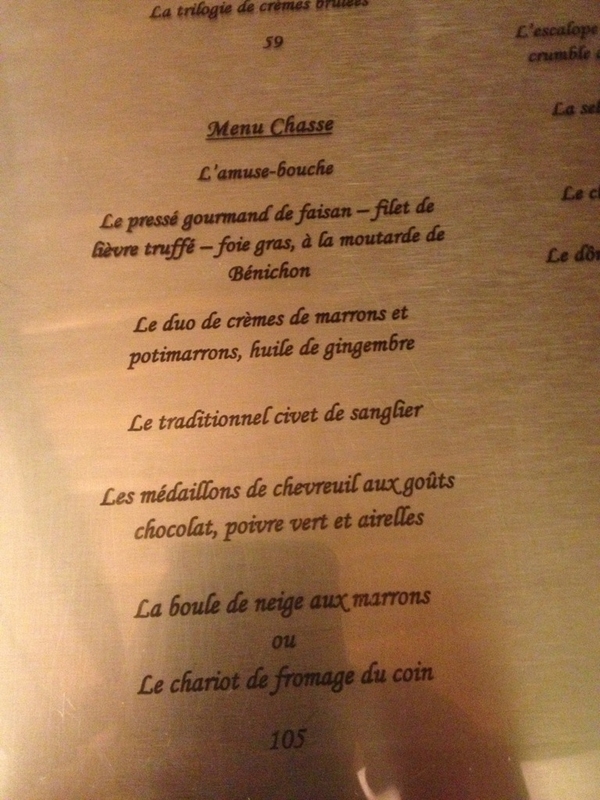 La trilogie de crèmes brûlées
59
Menu Chasse
L'amuse-bouche
Le pressé gourmand de faisan – filet de
lièvre truffé – foie gras, à la moutarde de
Bénichon
Le duo de crèmes de marrons et
potimarrons, huile de gingembre
Le traditionnel civet de sanglier
Les médaillons de chevreuil aux goûts
chocolat, poivre vert et airelles
La boule de neige aux marrons
ou
Le chariot de fromage du coin
105
L'escalope
crumble
La
Le
Le